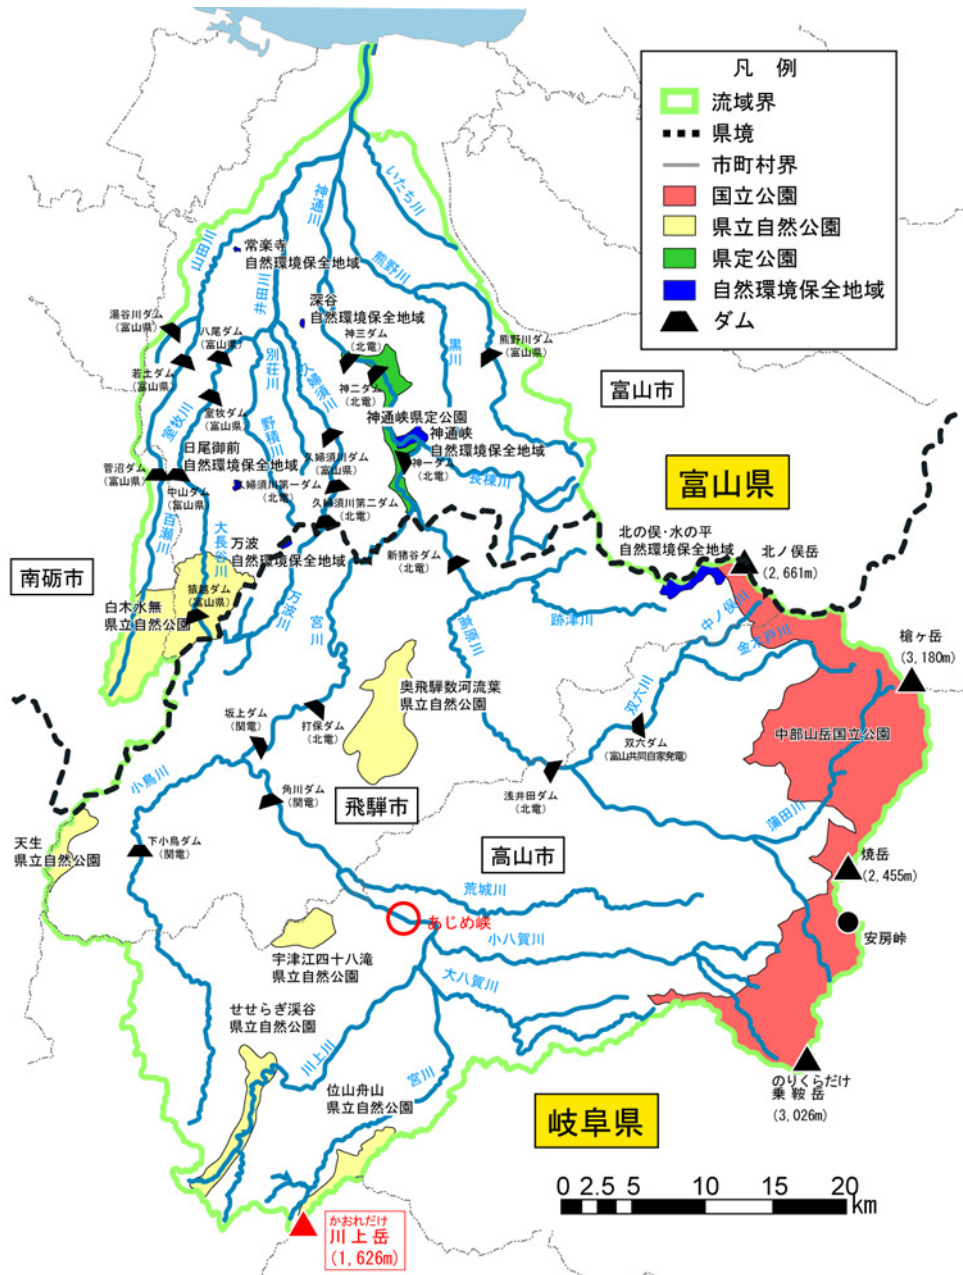 凡 例
流域界
県境
市町村界
国立公園
県立自然公園
県定公園
自然環境保全地域
ダム
神通川
いたち川
山田川
常楽寺
自然環境保全地域
熊野川
井田川
深谷
自然環境保全地域
湯谷川ダム
(富山県)
八尾ダム
(富山県)
神三ダム
(北電)
黒川
熊野川ダム
(富山県)
若土ダム
(富山県)
別荘川
久婦須川
神二ダム
(北電)
富山市
室牧川
室牧ダム
(富山県)
野積川
神通峡県定公園
神通峡
自然環境保全地域
日尾御前
自然環境保全地域
久婦須川ダム
(富山県)
神一ダム
(北電)
長棟川
富山県
菅沼ダム
(富山県)
中山ダム
(富山県)
久婦須川第一ダム
(北電)
久婦須川第二ダム
(北電)
百瀬川
大長谷川
万波
自然環境保全地域
新猪谷ダム
(北電)
北の俣・水の平
自然環境保全地域
北ノ俣岳
(2,661m)
南砺市
猿越ダム
(富山県)
白木水無
県立自然公園
万波川
宮川
高原川
跡津川
中ノ俣川
金木戸川
槍ヶ岳
(3,180m)
奥飛騨数河流葉
県立自然公園
双六川
坂上ダム
(関電)
打保ダム
(北電)
双六ダム
(富山共同自家発電)
中部山岳国立公園
小鳥川
角川ダム
(関電)
飛騨市
浅井田ダム
(北電)
蒲田川
天生
県立自然公園
下小鳥ダム
(関電)
高山市
焼岳
(2,455m)
荒城川
あじめ峡
安房峠
宇津江四十八滝
県立自然公園
小八賀川
大八賀川
せせらぎ渓谷
県立自然公園
川上川
宮川
位山舟山
県立自然公園
のりくらだけ
乗鞍岳
(3,026m)
岐阜県
0 2.5 5 10 15 20
km
かおれだけ
川上岳
(1,626m)